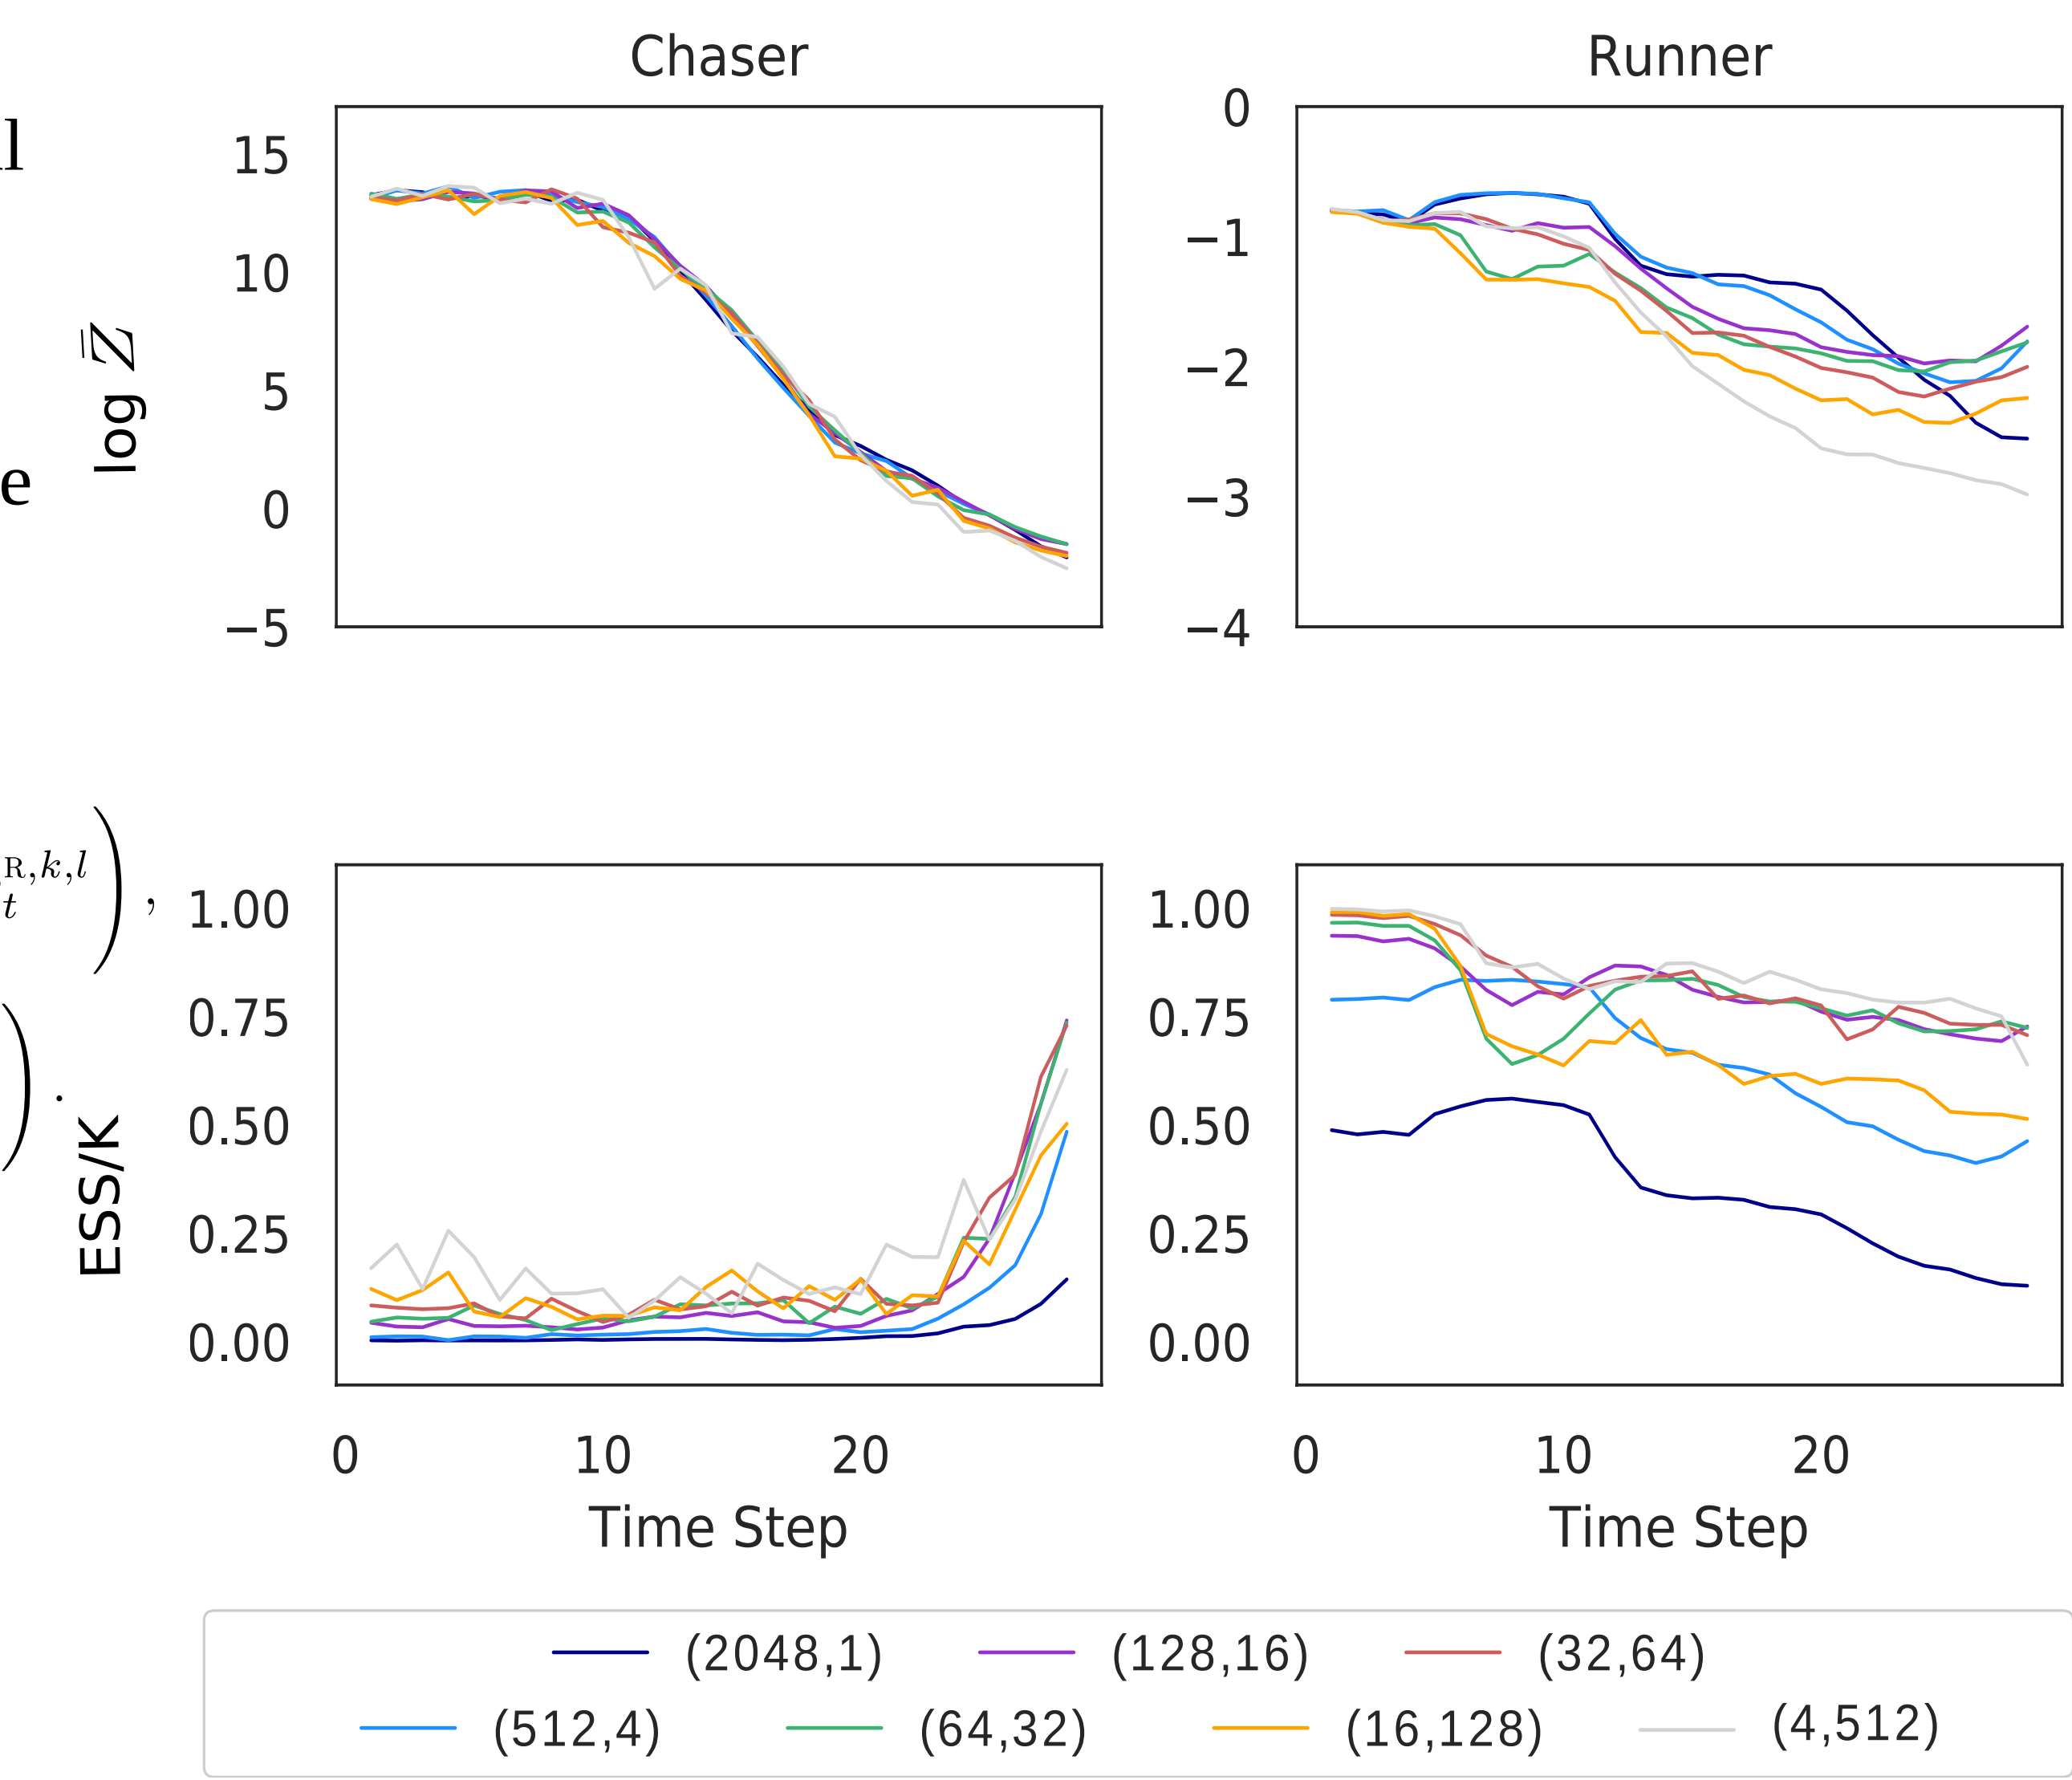 Chaser Runner
log Z̅
15
10
5
0
−5
0
−1
−2
−3
−4
R,k,l
t
) ,
) .
ESS/K
1.00
0.75
0.50
0.25
0.00
1.00
0.75
0.50
0.25
0.00
0 10 20
0 10 20
Time Step Time Step
(2048,1) (128,16) (32,64)
(512,4) (64,32) (16,128) (4,512)